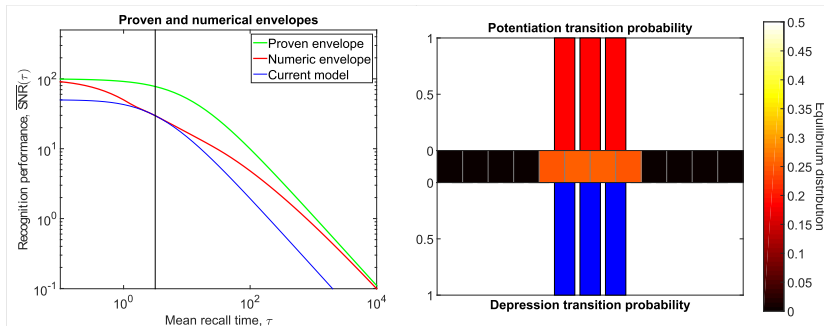 Proven and numerical envelopes
Recognition performance, SNR(τ)
10^2
10^1
10^0
10^-1
Proven envelope
Numeric envelope
Current model
10^0
10^2
10^4
Mean recall time, τ
Potentiation transition probability
1
0.5
0
0
0.5
1
Depression transition probability
0.5
0.45
0.4
0.35
0.3
0.25
0.2
0.15
0.1
0.05
0
Equilibrium distribution